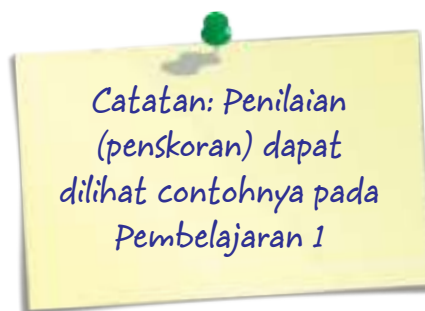 Catatan: Penilaian
(penskoran) dapat
dilihat contohnya pada
Pembelajaran 1